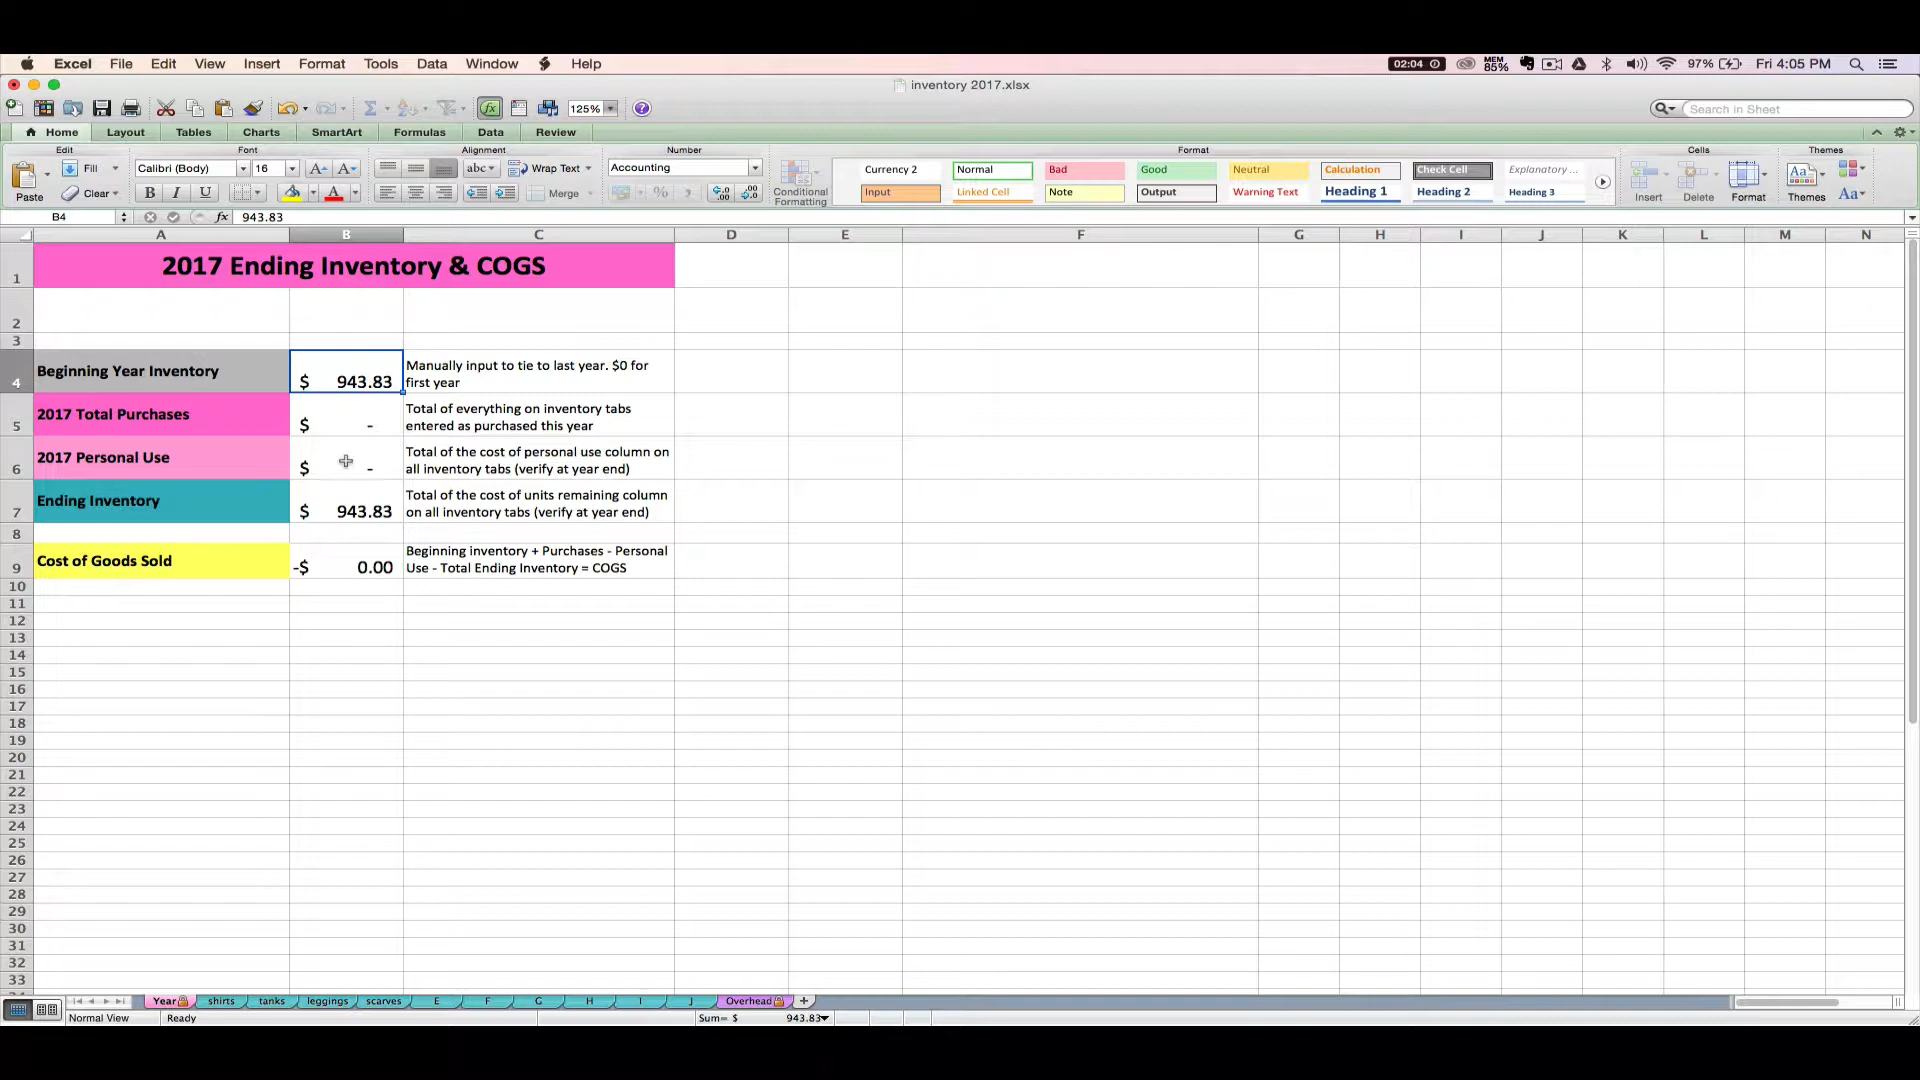 Excel File Edit View Insert Format Tools Data Window Help
02:04 MEM 85% 97% Fri 4:05 PM
inventory 2017.xlsx
125% Search in Sheet
Home Layout Tables Charts SmartArt Formulas Data Review
Edit Font Alignment Number Format Cells Themes
Fill Calibri (Body) 16 A A abc Wrap Text Accounting Currency 2 Normal Bad Good Neutral Calculation Check Cell Explanatory ...
Paste Clear B I U A Merge % Conditional Formatting Input Linked Cell Note Output Warning Text Heading 1 Heading 2 Heading 3 Insert Delete Format Themes Aa
B4 fx 943.83
A B C D E F G H I J K L M N
1 2017 Ending Inventory & COGS
2
3
4 Beginning Year Inventory $ 943.83 Manually input to tie to last year. $0 for
first year
5 2017 Total Purchases $ - Total of everything on inventory tabs
entered as purchased this year
6 2017 Personal Use $ - Total of the cost of personal use column on
all inventory tabs (verify at year end)
7 Ending Inventory $ 943.83 Total of the cost of units remaining column
on all inventory tabs (verify at year end)
8
9 Cost of Goods Sold -$ 0.00 Beginning inventory + Purchases - Personal
Use - Total Ending Inventory = COGS
10
11
12
13
14
15
16
17
18
19
20
21
22
23
24
25
26
27
28
29
30
31
32
33
Year shirts tanks leggings scarves E F G H I J Overhead +
Normal View Ready Sum= $ 943.83